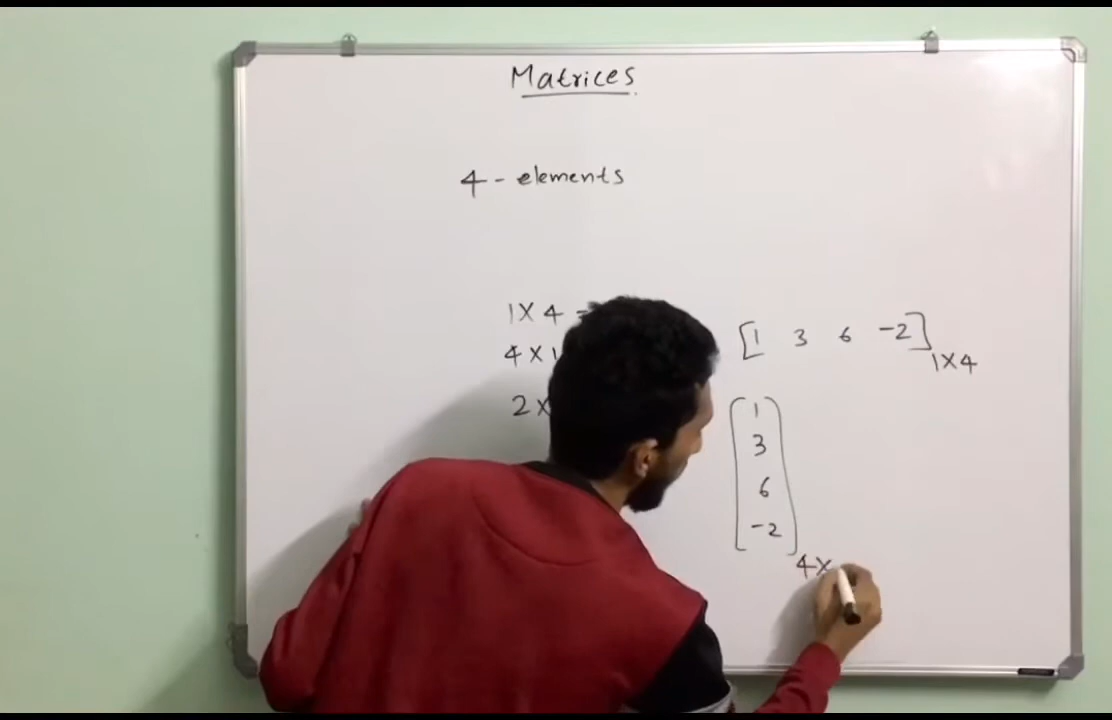 Matrices
4 - elements
1X4 =
4X1
2X
[1 3 6 -2]1X4
[1
3
6
-2]4X